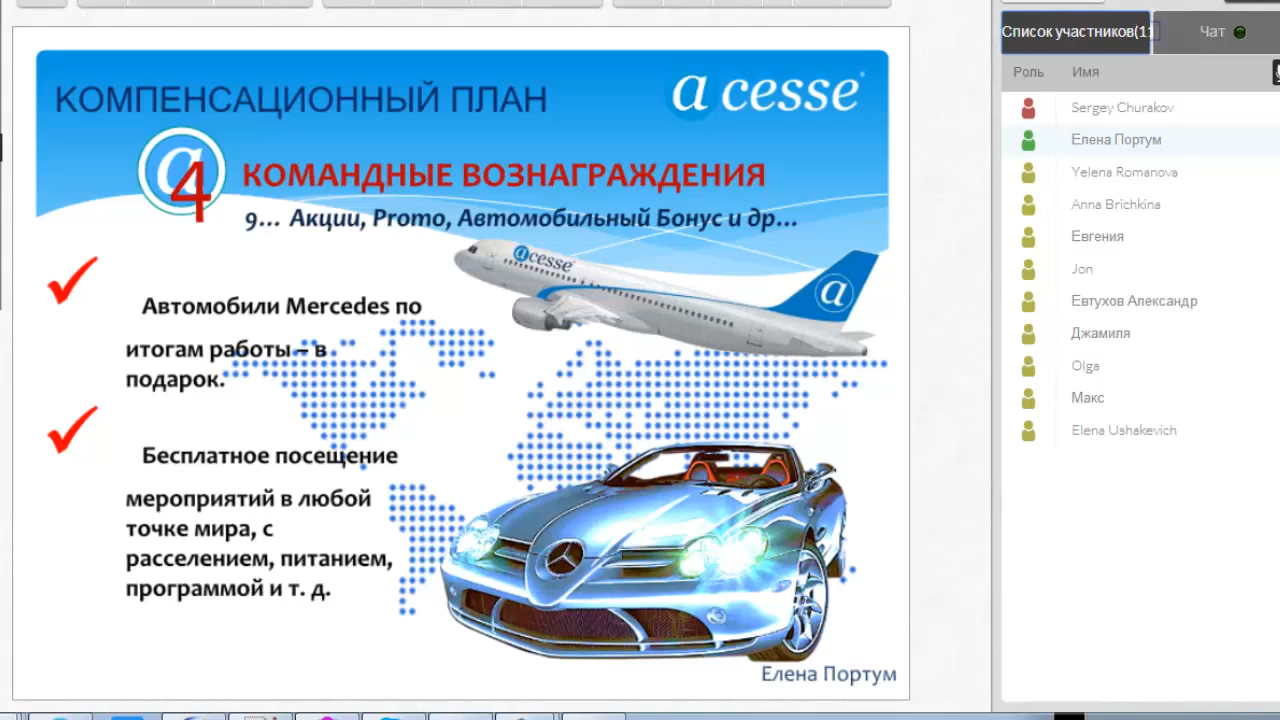 КОМПЕНСАЦИОННЫЙ ПЛАН
a cesse
a
4
КОМАНДНЫЕ ВОЗНАГРАЖДЕНИЯ
9... Акции, Promo, Автомобильный Бонус и др...
@cesse
a
Автомобили Mercedes по
итогам работы – в
подарок.
Бесплатное посещение
мероприятий в любой
точке мира, с
расселением, питанием,
программой и т. д.
Елена Портум
Список участников(11
Чат
Роль
Имя
Sergey Churakov
Елена Портум
Yelena Romanova
Anna Brichkina
Евгения
Jon
Евтухов Александр
Джамиля
Olga
Макс
Elena Ushakevich